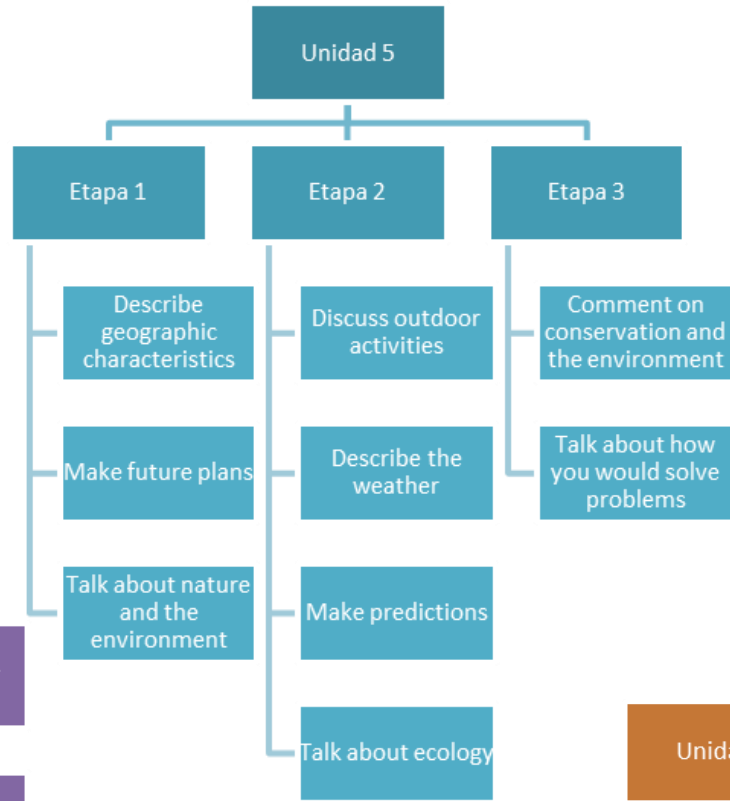 Unidad 5
Etapa 1
Etapa 2
Etapa 3
Describe
geographic
characteristics
Make future plans
Talk about nature
and the
environment
Discuss outdoor
activities
Describe the
weather
Make predictions
Talk about ecology
Comment on
conservation and
the environment
Talk about how
you would solve
problems